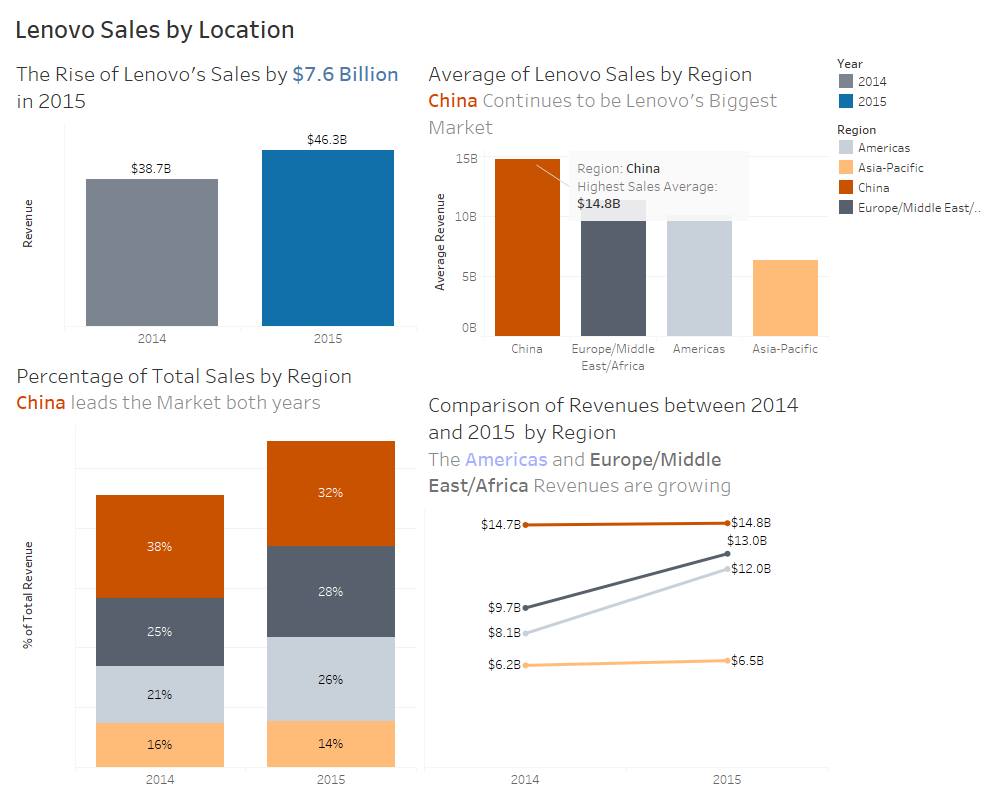 Lenovo Sales by Location
The Rise of Lenovo's Sales by $7.6 Billion
in 2015
Revenue
$38.7B
$46.3B
2014
2015
Average of Lenovo Sales by Region
China Continues to be Lenovo's Biggest
Market
Average Revenue
15B
10B
5B
0B
Region: China
Highest Sales Average:
$14.8B
China
Europe/Middle
East/Africa
Americas
Asia-Pacific
Year
2014
2015
Region
Americas
Asia-Pacific
China
Europe/Middle East/..
Percentage of Total Sales by Region
China leads the Market both years
% of Total Revenue
38%
25%
21%
16%
32%
28%
26%
14%
2014
2015
Comparison of Revenues between 2014
and 2015 by Region
The Americas and Europe/Middle
East/Africa Revenues are growing
$14.7B
$14.8B
$13.0B
$12.0B
$9.7B
$8.1B
$6.2B
$6.5B
2014
2015